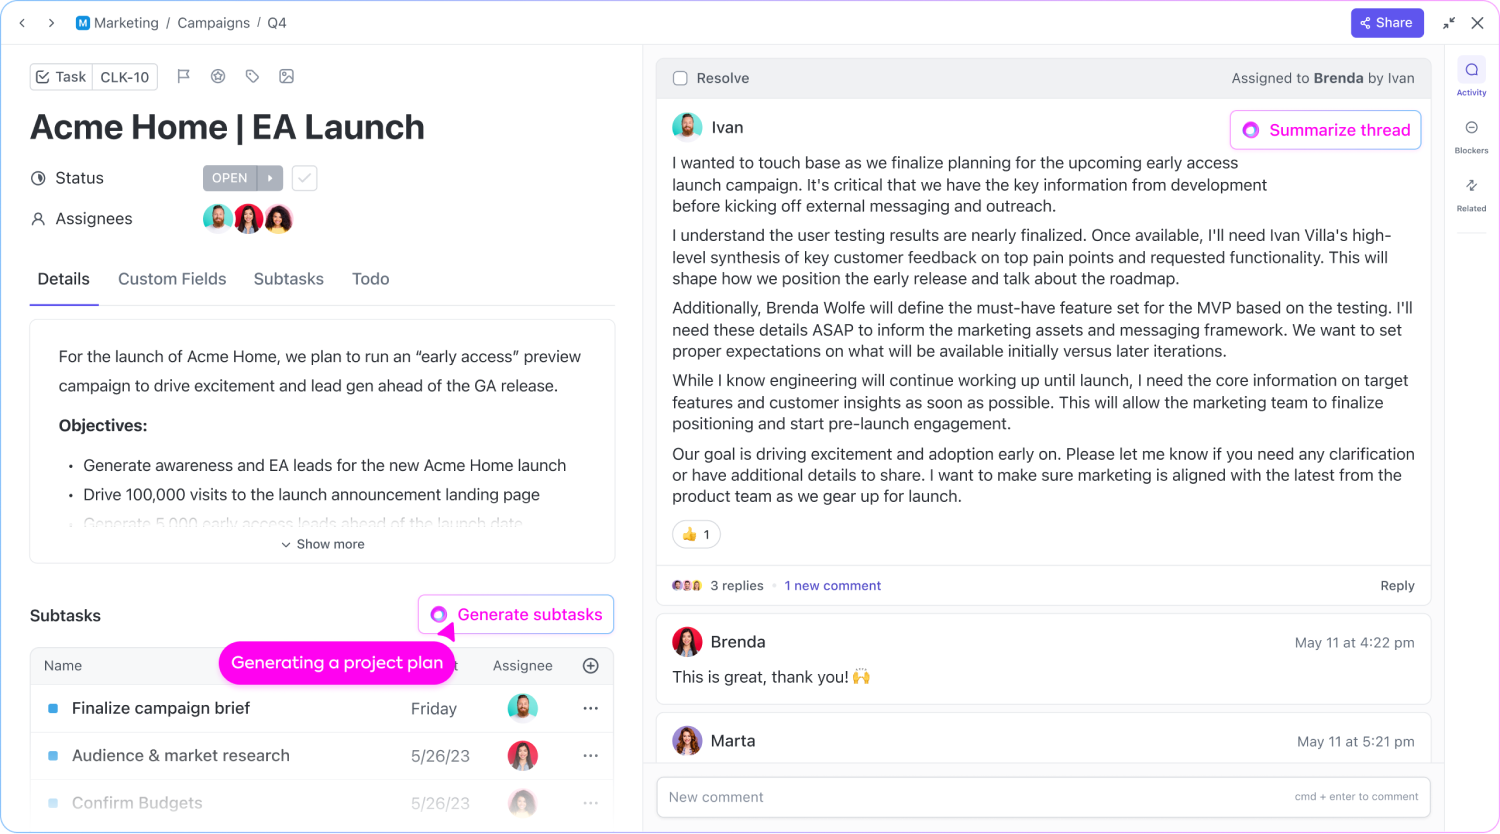 M Marketing / Campaigns / Q4
Share
Task CLK-10
Acme Home | EA Launch
Status OPEN
Assignees
Details Custom Fields Subtasks Todo
For the launch of Acme Home, we plan to run an “early access” preview
campaign to drive excitement and lead gen ahead of the GA release.
Objectives:
• Generate awareness and EA leads for the new Acme Home launch
• Drive 100,000 visits to the launch announcement landing page
• Generate 5,000 early access leads ahead of the launch date
Show more
Subtasks
Generate subtasks
Generating a project plan
Name Assignee
Finalize campaign brief Friday
Audience & market research 5/26/23
Confirm Budgets 5/26/23
Resolve
Assigned to Brenda by Ivan
Ivan
Summarize thread
I wanted to touch base as we finalize planning for the upcoming early access
launch campaign. It's critical that we have the key information from development
before kicking off external messaging and outreach.
I understand the user testing results are nearly finalized. Once available, I'll need Ivan Villa's high-
level synthesis of key customer feedback on top pain points and requested functionality. This will
shape how we position the early release and talk about the roadmap.
Additionally, Brenda Wolfe will define the must-have feature set for the MVP based on the testing. I'll
need these details ASAP to inform the marketing assets and messaging framework. We want to set
proper expectations on what will be available initially versus later iterations.
While I know engineering will continue working up until launch, I need the core information on target
features and customer insights as soon as possible. This will allow the marketing team to finalize
positioning and start pre-launch engagement.
Our goal is driving excitement and adoption early on. Please let me know if you need any clarification
or have additional details to share. I want to make sure marketing is aligned with the latest from the
product team as we gear up for launch.
👍 1
3 replies • 1 new comment
Reply
Brenda
May 11 at 4:22 pm
This is great, thank you! 🙌
Marta
May 11 at 5:21 pm
New comment
cmd + enter to comment
Activity
Blockers
Related